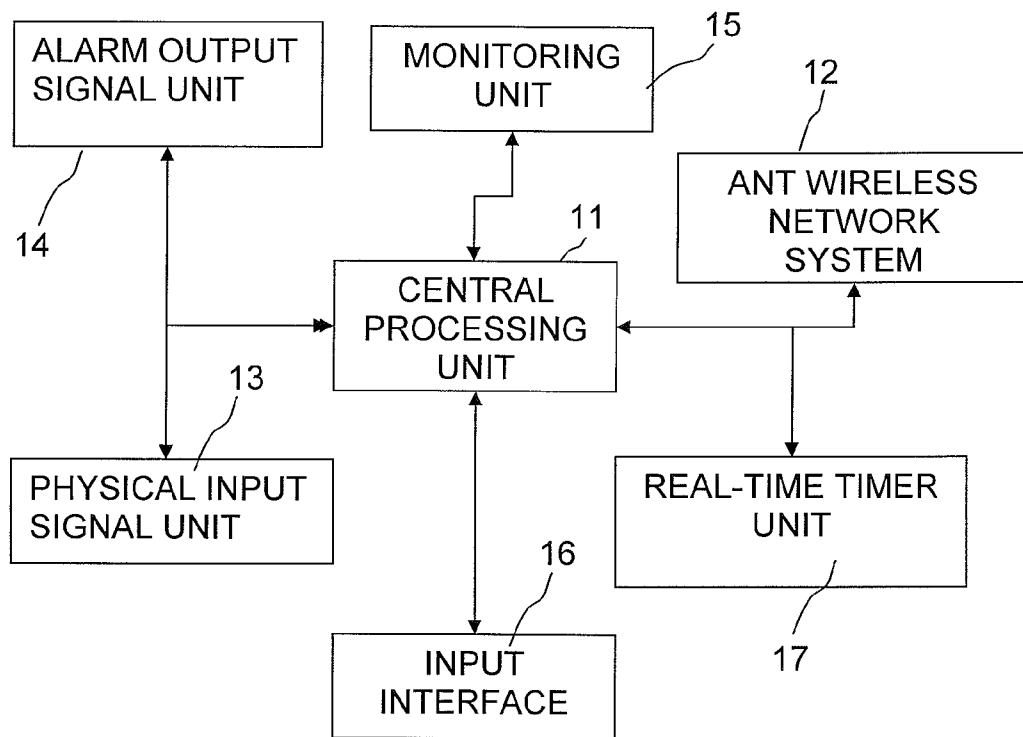 ALARM OUTPUT
SIGNAL UNIT
14
MONITORING
UNIT
15
12
ANT WIRELESS
NETWORK
SYSTEM
11
CENTRAL
PROCESSING
UNIT
13
PHYSICAL INPUT
SIGNAL UNIT
REAL-TIME TIMER
UNIT
17
16
INPUT
INTERFACE